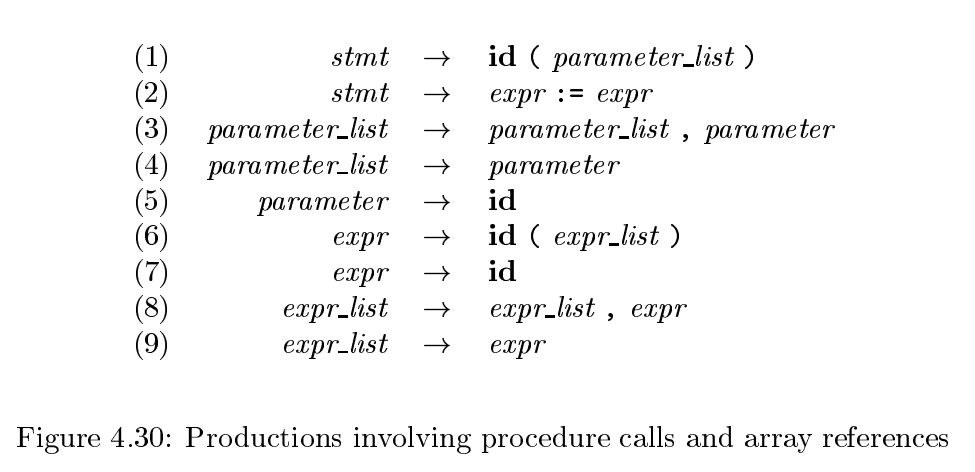 (1) stmt → id ( parameter_list )
(2) stmt → expr := expr
(3) parameter_list → parameter_list , parameter
(4) parameter_list → parameter
(5) parameter → id
(6) expr → id ( expr_list )
(7) expr → id
(8) expr_list → expr_list , expr
(9) expr_list → expr
Figure 4.30: Productions involving procedure calls and array references